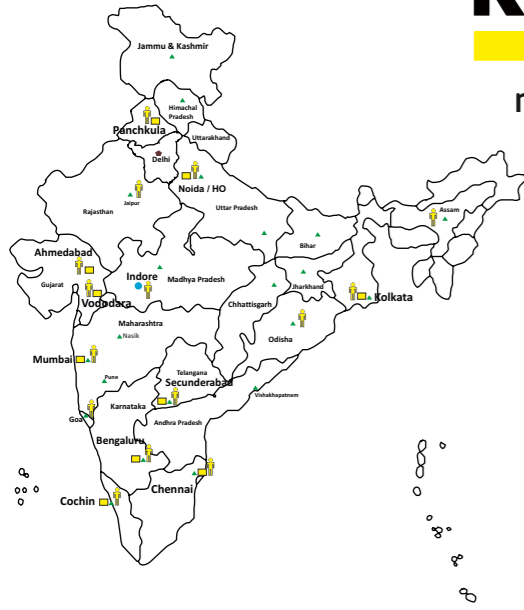 Jammu & Kashmir
Himachal
Pradesh
Panchkula
Uttarakhand
Delhi
Noida / HO
Jaipur
Rajasthan
Uttar Pradesh
Assam
Bihar
Ahmedabad
Gujarat
Indore
Madhya Pradesh
Jharkhand
Chhattisgarh
Kolkata
Vododara
Maharashtra
Nasik
Odisha
Mumbai
Pune
Telangana
Secunderabad
Vishakhapatnam
Karnataka
Goa
Andhra Pradesh
Bengaluru
Chennai
Cochin